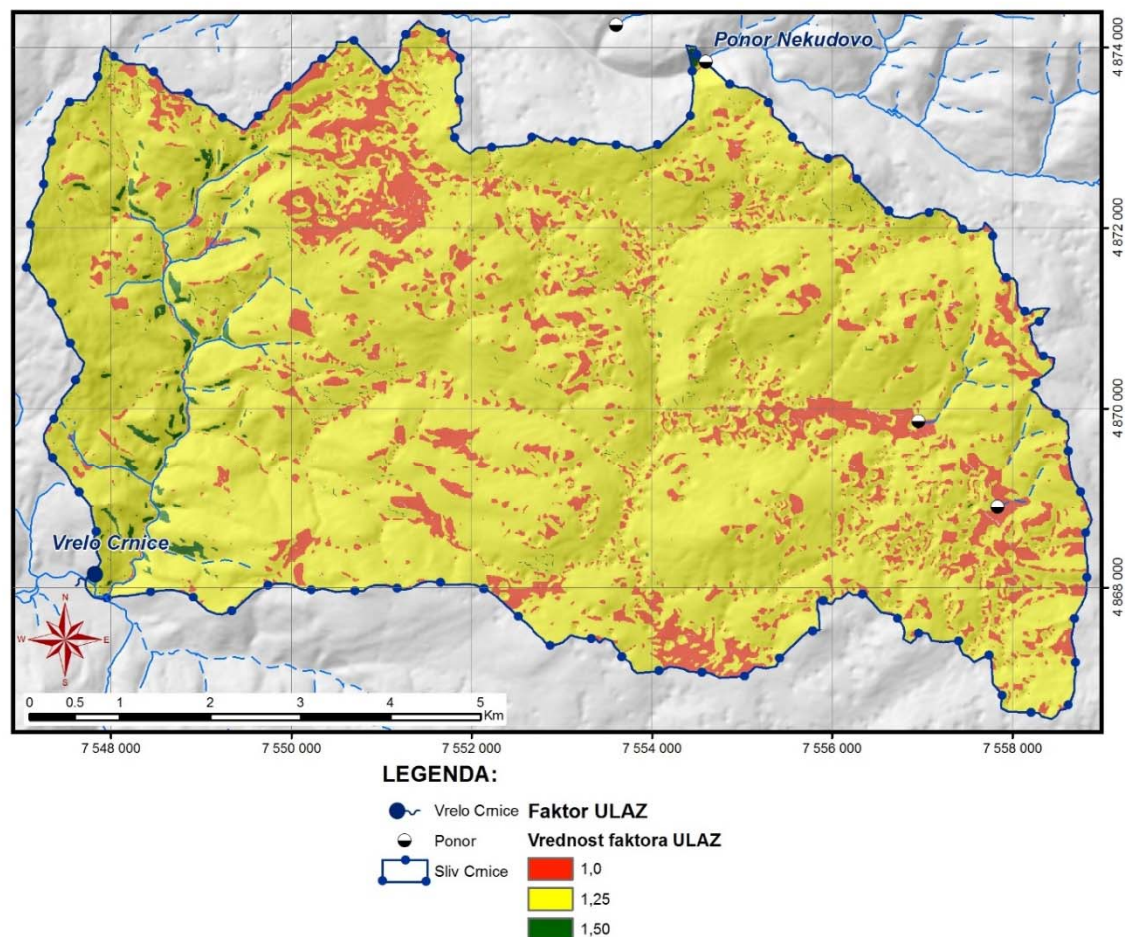 Ponor Nekudovo
4 874 000
4 872 000
4 870 000
4 868 000
Vrelo Crnice
N
W E
S
0 0.5 1 2 3 4 5
Km
7 548 000 7 550 000 7 552 000 7 554 000 7 556 000 7 558 000
LEGENDA:
Vrelo Crnice Faktor ULAZ
Ponor Vrednost faktora ULAZ
Sliv Crnice 1,0
1,25
1,50